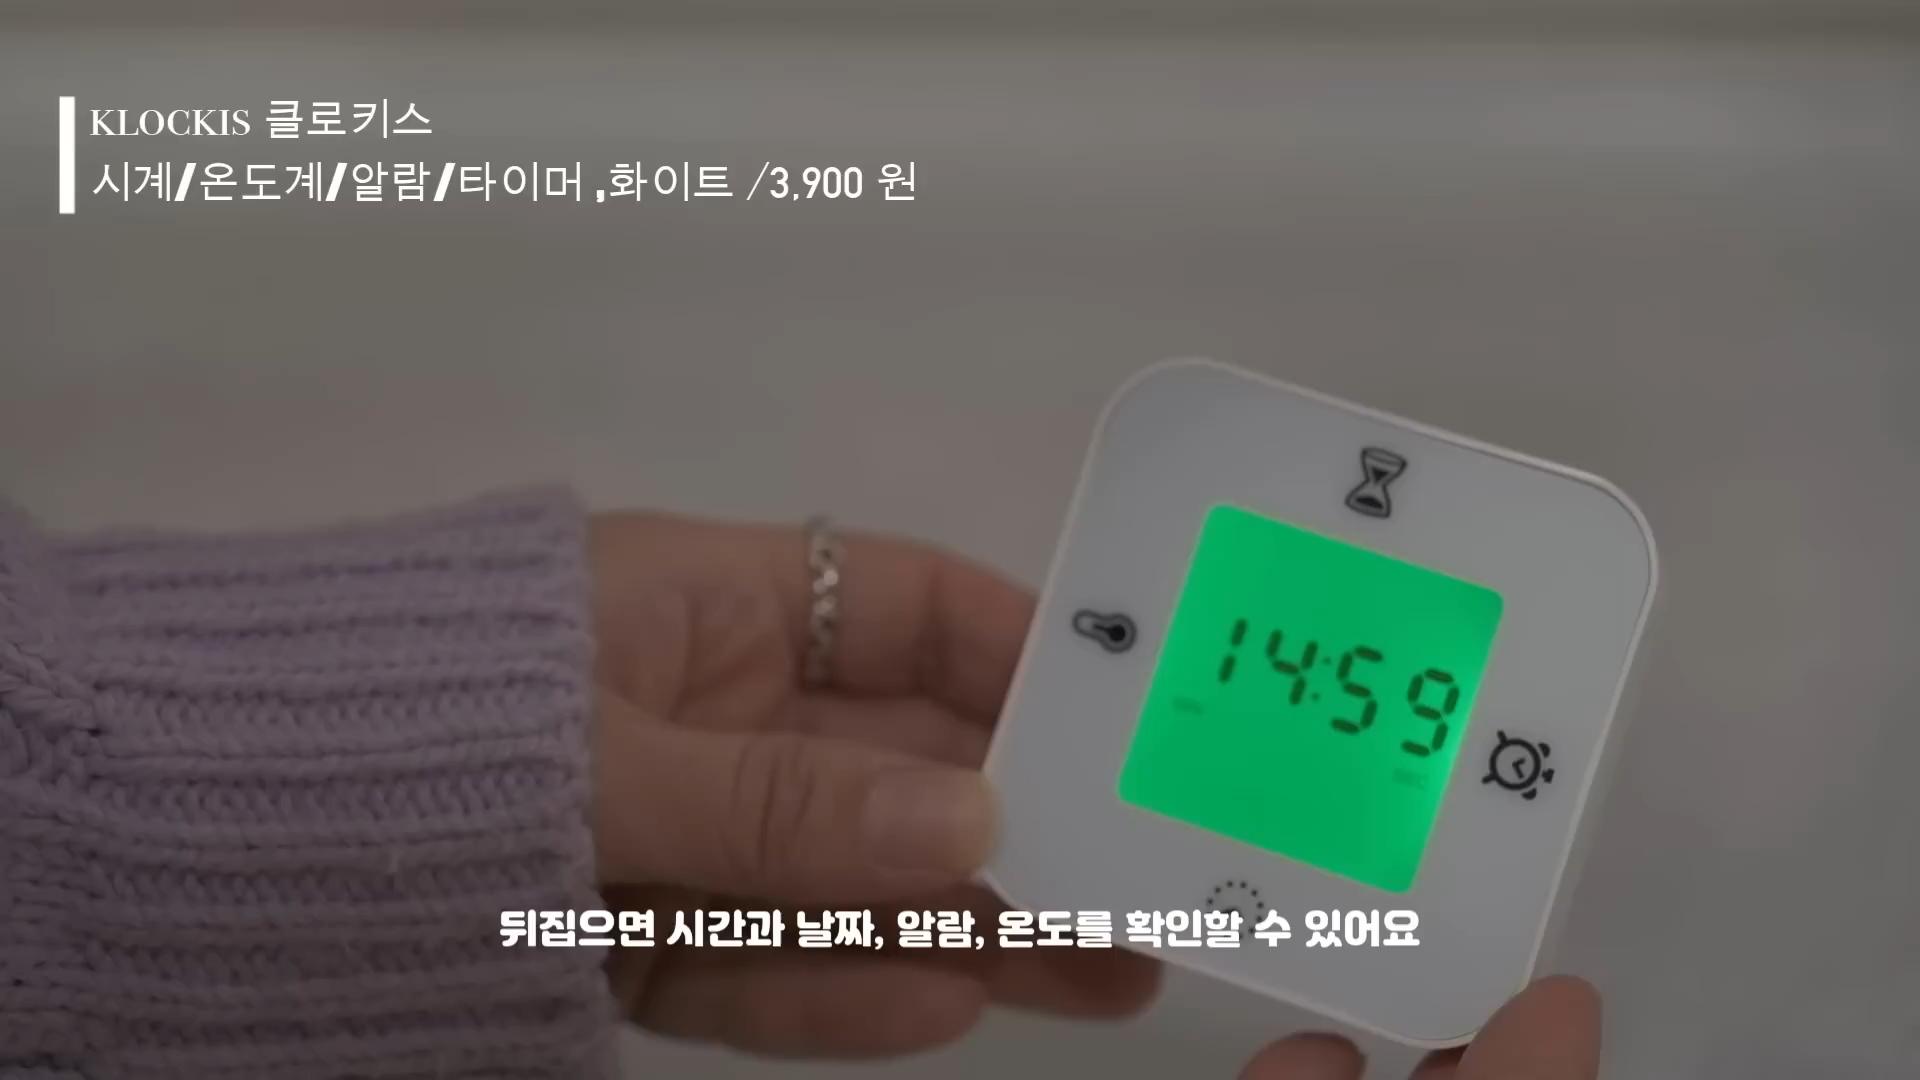 KLOCKIS 클로키스
시계/온도계/알람/타이머 ,화이트 /3,900 원
14:59
뒤집으면 시간과 날짜, 알람, 온도를 확인할 수 있어요